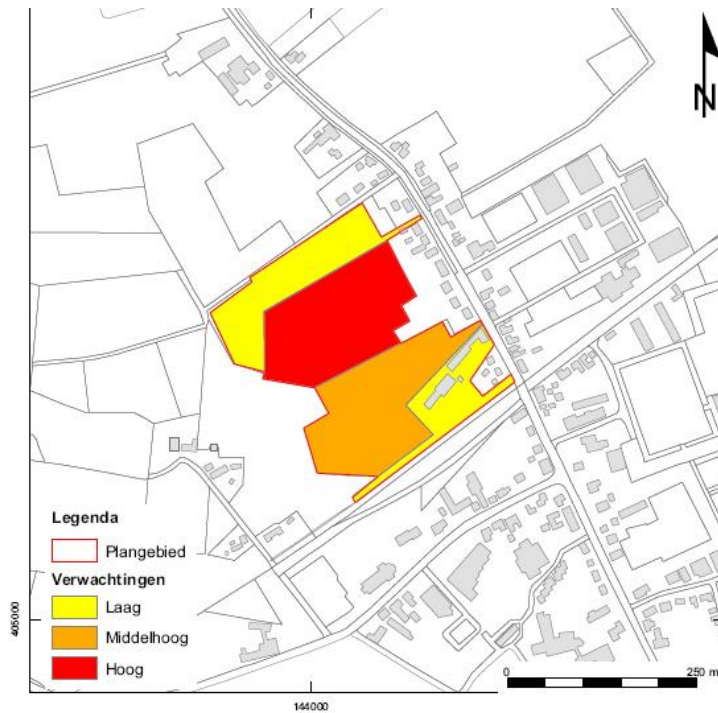 N
Legenda
Plangebied
Verwachtingen
Laag
Middelhoog
Hoog
405000
144000
0 250 m